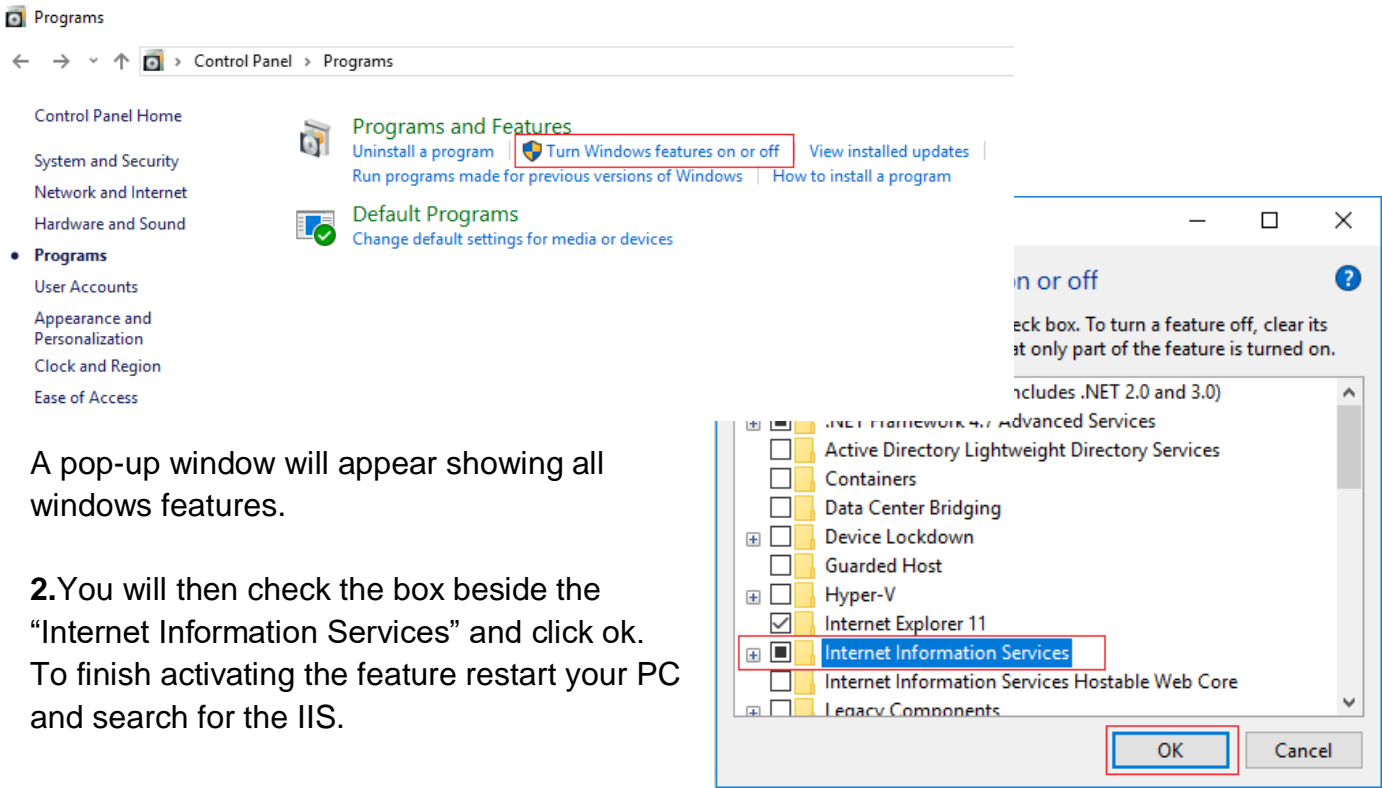 Programs
Control Panel > Programs
Control Panel Home
System and Security
Network and Internet
Hardware and Sound
Programs
User Accounts
Appearance and
Personalization
Clock and Region
Ease of Access
Programs and Features
Uninstall a program | Turn Windows features on or off | View installed updates |
Run programs made for previous versions of Windows | How to install a program
Default Programs
Change default settings for media or devices
A pop-up window will appear showing all
windows features.
2.You will then check the box beside the
“Internet Information Services” and click ok.
To finish activating the feature restart your PC
and search for the IIS.
on or off
box. To turn a feature off, clear its
only part of the feature is turned on.
.NET 2.0 and 3.0)
.NET Framework 4.7 Advanced Services
Active Directory Lightweight Directory Services
Containers
Data Center Bridging
Device Lockdown
Guarded Host
Hyper-V
Internet Explorer 11
Internet Information Services
Internet Information Services Hostable Web Core
Legacy Components
OK
Cancel